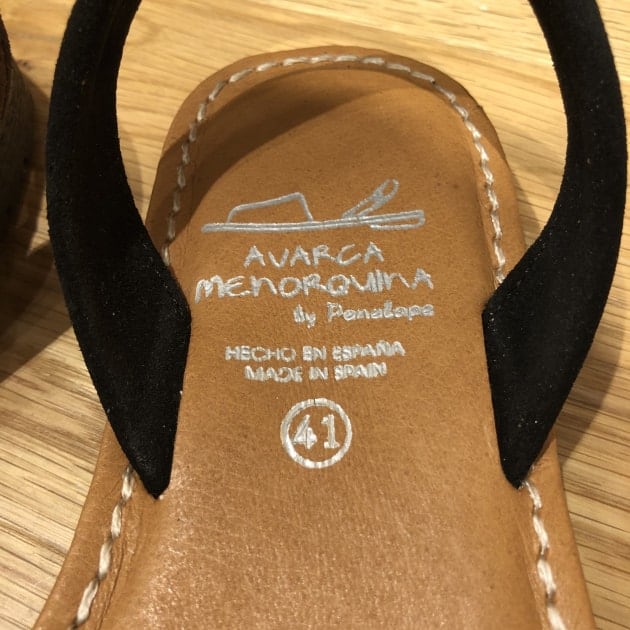 AVARCA
MENORQUINA
By Penelope
HECHO EN ESPAÑA
MADE IN SPAIN
41